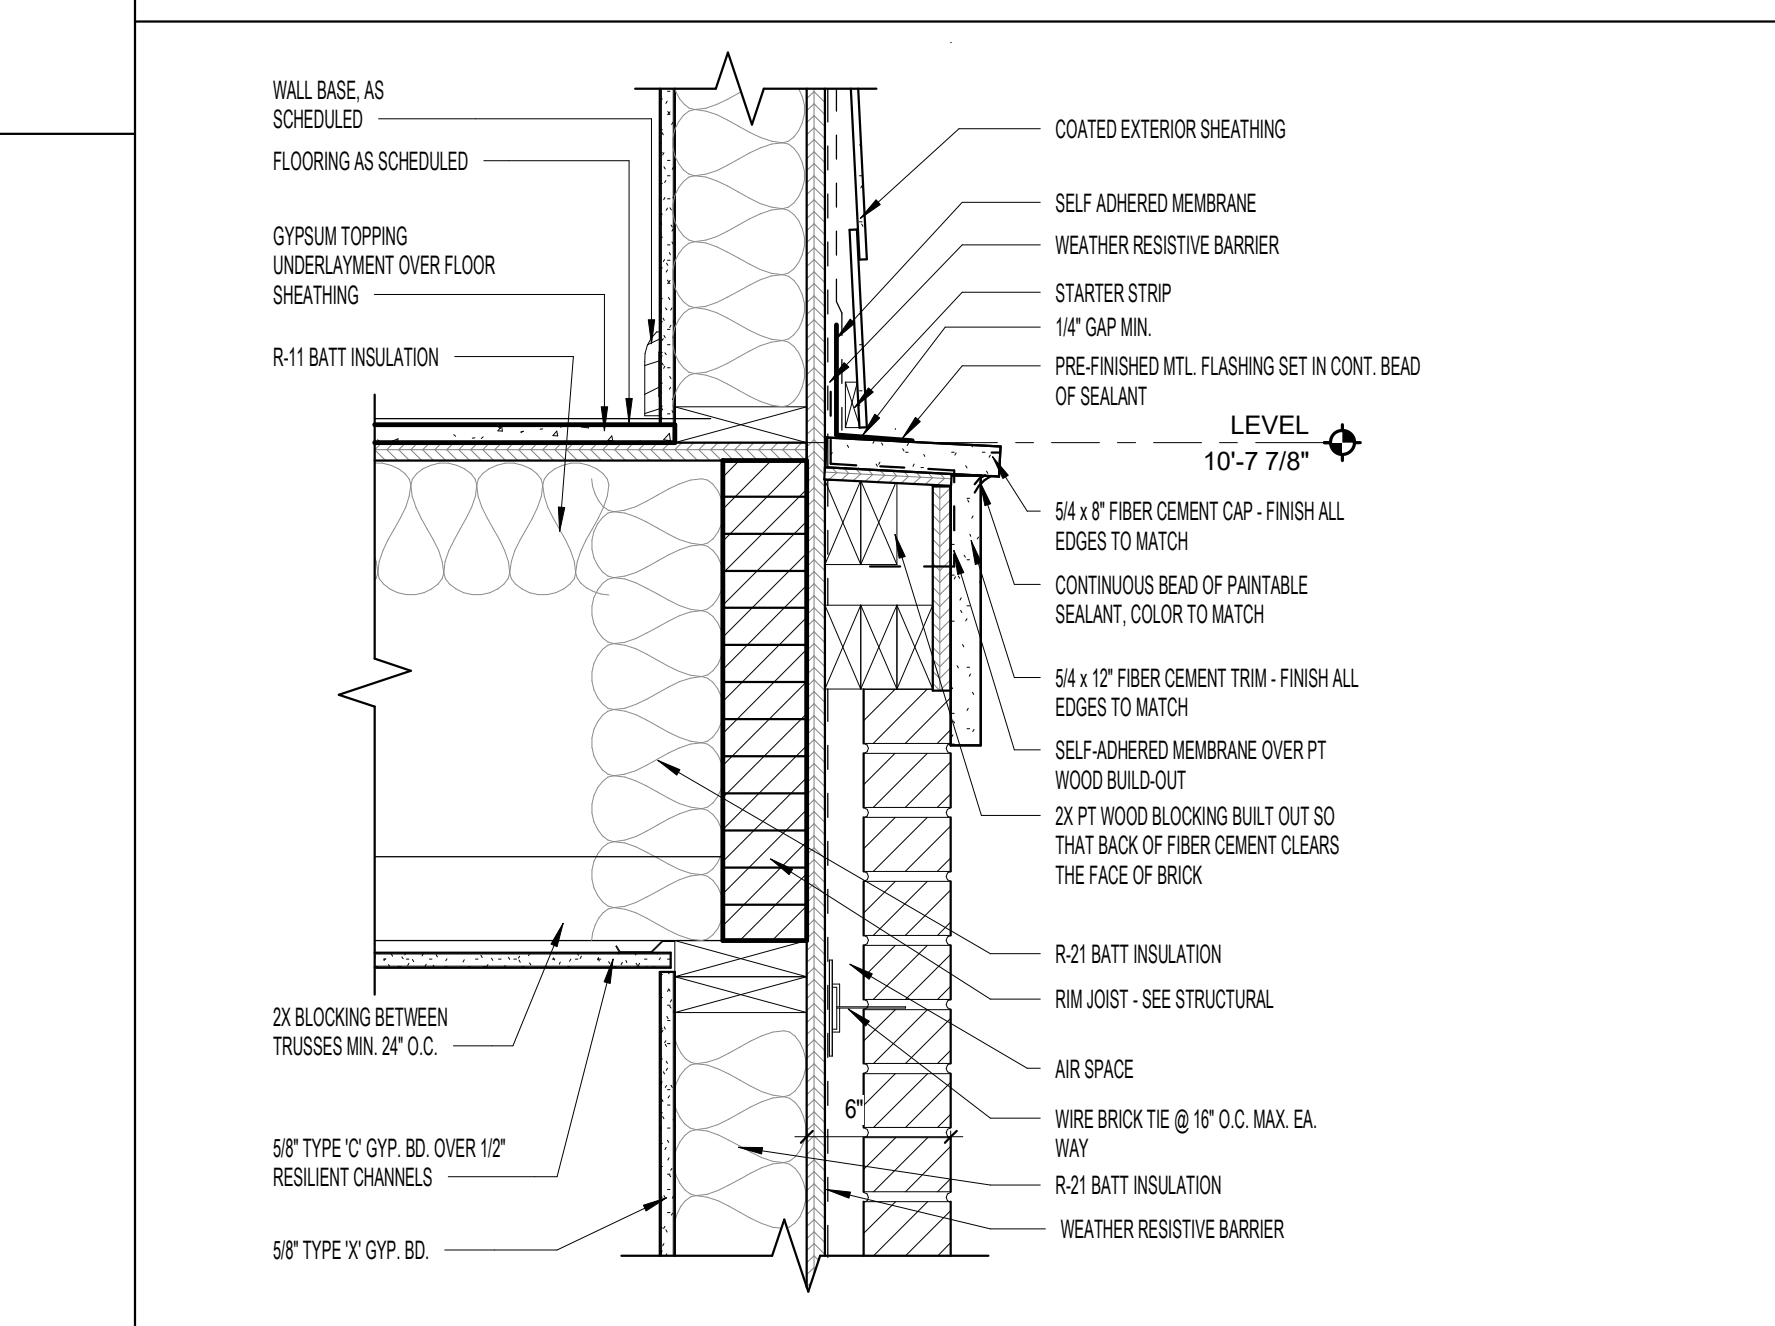 WALL BASE, AS
SCHEDULED
FLOORING AS SCHEDULED
GYPSUM TOPPING
UNDERLAYMENT OVER FLOOR
SHEATHING
R-11 BATT INSULATION
2X BLOCKING BETWEEN
TRUSSES MIN. 24" O.C.
5/8" TYPE 'C' GYP. BD. OVER 1/2"
RESILIENT CHANNELS
5/8" TYPE 'X' GYP. BD.
6"
COATED EXTERIOR SHEATHING
SELF ADHERED MEMBRANE
WEATHER RESISTIVE BARRIER
STARTER STRIP
1/4" GAP MIN.
PRE-FINISHED MTL. FLASHING SET IN CONT. BEAD
OF SEALANT
LEVEL
10'-7 7/8"
5/4 x 8" FIBER CEMENT CAP - FINISH ALL
EDGES TO MATCH
CONTINUOUS BEAD OF PAINTABLE
SEALANT, COLOR TO MATCH
5/4 x 12" FIBER CEMENT TRIM - FINISH ALL
EDGES TO MATCH
SELF-ADHERED MEMBRANE OVER PT
WOOD BUILD-OUT
2X PT WOOD BLOCKING BUILT OUT SO
THAT BACK OF FIBER CEMENT CLEARS
THE FACE OF BRICK
R-21 BATT INSULATION
RIM JOIST - SEE STRUCTURAL
AIR SPACE
WIRE BRICK TIE @ 16" O.C. MAX. EA.
WAY
R-21 BATT INSULATION
WEATHER RESISTIVE BARRIER